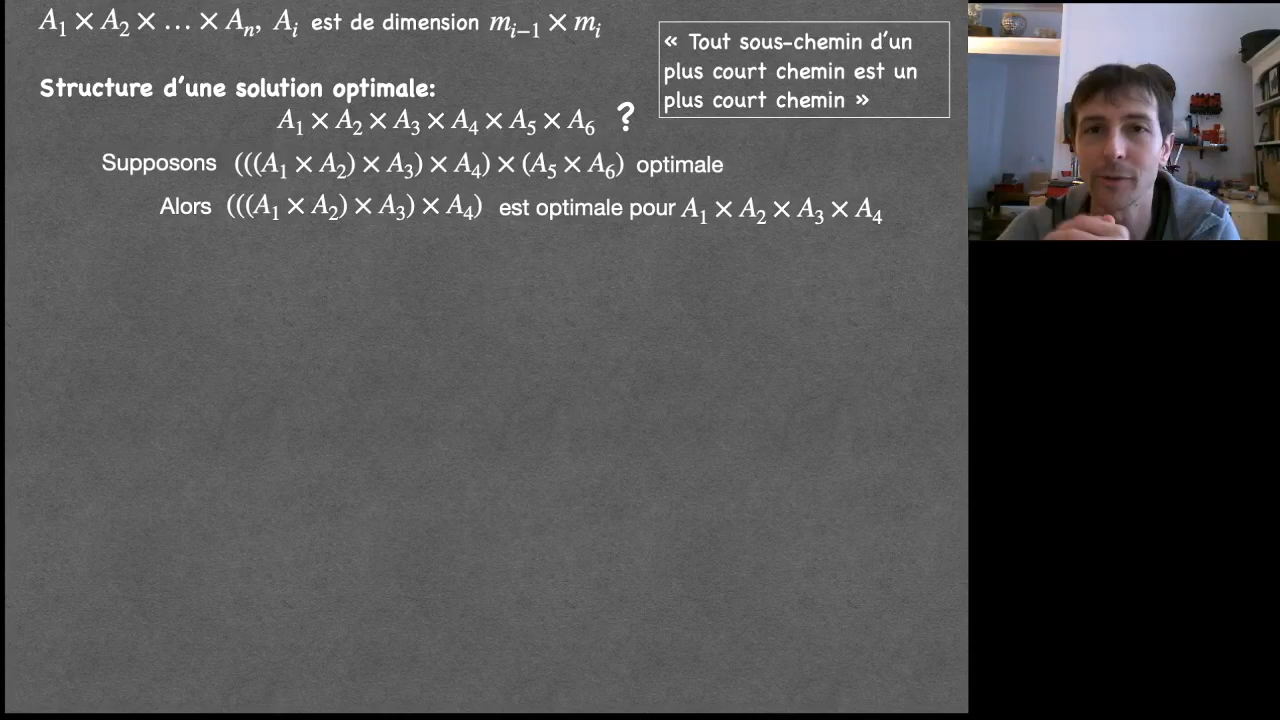 A₁ × A₂ × … × Aₙ, Aᵢ est de dimension mᵢ₋₁ × mᵢ
« Tout sous-chemin d'un
plus court chemin est un
plus court chemin »
Structure d'une solution optimale:
A₁ × A₂ × A₃ × A₄ × A₅ × A₆ ?
Supposons (((A₁ × A₂) × A₃) × A₄) × (A₅ × A₆) optimale
Alors (((A₁ × A₂) × A₃) × A₄) est optimale pour A₁ × A₂ × A₃ × A₄